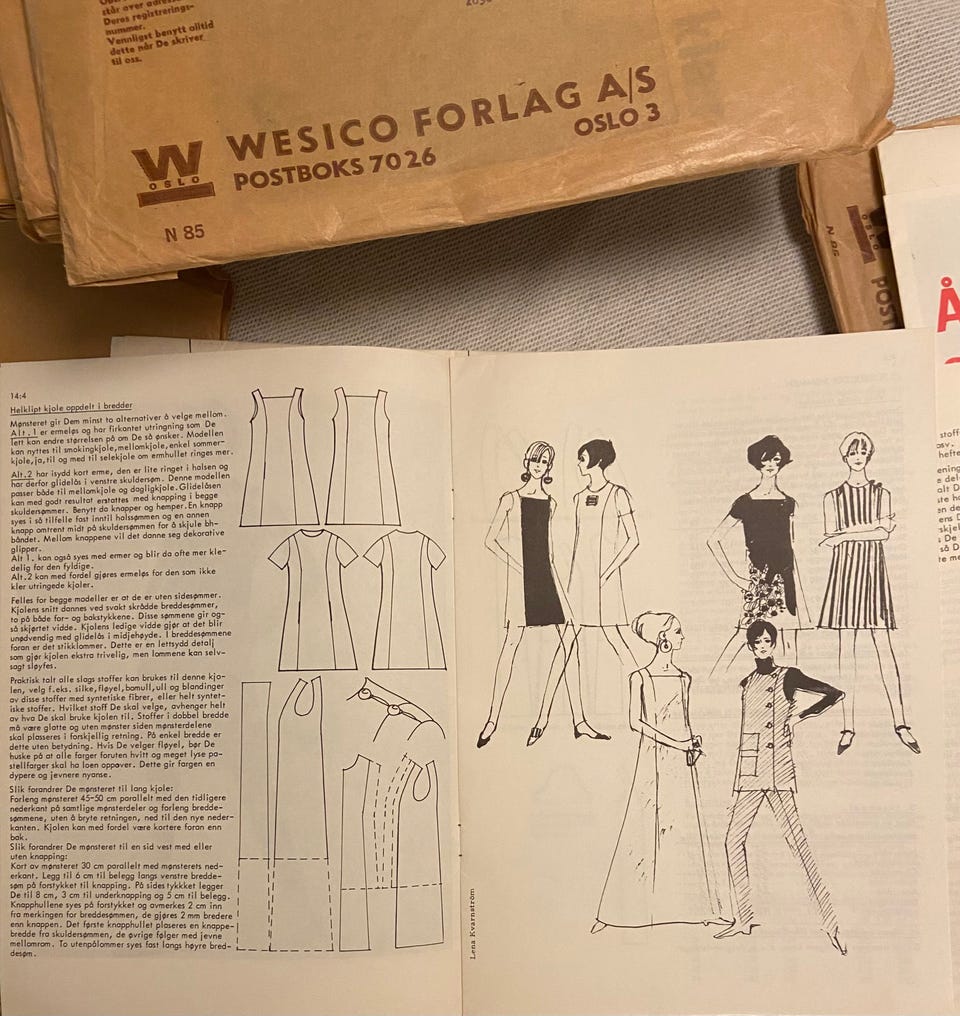 står over adres
Deres registrerings-
nummer.
Vennligst benytt alltid
dette når De skriver
til oss.
W
OSLO
WESICO FORLAG A/S
POSTBOKS 7026
OSLO 3
N 85
POST
Å
14:4
Helklipt kjole oppdelt i bredder
Mønsteret gir Dem minst to alternativer å velge mellom.
Alt. 1 er ermeløs og har firkantet utringning som De
lett kan endre størrelsen på om De så ønsker. Modellen
kan nyttes til smokingkjole,mellomkjole,enkel sommer-
kjole,ja,til og med til selekjole om ermhullet ringes mer.
Alt.2 har isydd kort erme, den er lite ringet i halsen og
har derfor glidelås i venstre skuldersøm. Denne modellen
passer både til mellomkjole og dagligkjole.Glidelåsen
kan med godt resultat erstattes med knapping i begge
skuldersømmer. Benytt da knapper og hemper.En knapp
syes i så tilfelle fast inntil halssømmen og en annen
knapp omtrent midt på skuldersømmen for å skjule bh-
båndet. Mellom knappene vil det danne seg dekorative
glipper.
Alt 1. kan også syes med ermer og blir da ofte mer kle-
delig for den fyldige.
Alt.2 kan med fordel gjøres ermeløs for den som ikke
kler utringede kjoler.
Felles for begge modeller er at de er uten sidesømmer.
Kjolens snitt dannes ved svakt skrådde breddesømmer,
to på både for- og bakstykkene. Disse sømmene gir og-
så skjørtet vidde. Kjolens ledige vidde gjør at det blir
unødvendig med glidelås i midjehøyde. I breddesømmene
foran er det stikklommer. Dette er en lettsydd detalj
som gjør kjolen ekstra trivelig, men lommene kan selv-
sagt sløyfes.
Praktisk talt alle slags stoffer kan brukes til denne kjo-
len, velg f.eks. silke,fløyel,bomull,ull og blandinger
av disse stoffer med syntetiske fibrer, eller helt syntet-
iske stoffer. Hvilket stoff De skal velge, avhenger helt
av hva De skal bruke kjolen til. Stoffer i dobbel bredde
må være glatte og uten mønster siden mønsterdelene
skal plasseres i forskjellig retning. På enkel bredde er
dette uten betydning. Hvis De velger fløyel, bør De
huske på at alle farger foruten hvitt og meget lyse pa-
stellfarger skal ha loen oppover. Dette gir fargen en
dypere og jevnere nyanse.
Slik forandrer De mønsteret til lang kjole:
Forleng mønsteret 45-50 cm parallelt med den tidligere
nederkant på samtlige mønsterdeler og forleng bredde-
sømmene, uten å bryte retningen, ned til den nye neder-
kanten. Kjolen kan med fordel være kortere foran enn
bak.
Slik forandrer De mønsteret til en sid vest med eller
uten knapping:
Kort av mønsteret 30 cm parallelt med mønsterets ned-
erkant. Legg til 6 cm til belegg langs venstre bredde-
søm på forstykket til knapping. På sidestykket legger
De til 8 cm, 3 cm til underknapping og 5 cm til belegg.
Knapphullene syes på forstykket og avmerkes 2 cm inn
fra merkingen for breddesømmen, de gjøres 2 mm bredere
enn knappen. Det første knapphullet plaseres en knappe-
bredde fra skuldersømmen, de øvrige følger med jevne
mellomrom. To utenpålommer syes fast langs høyre bred-
desøm.
Lena Kvarnström